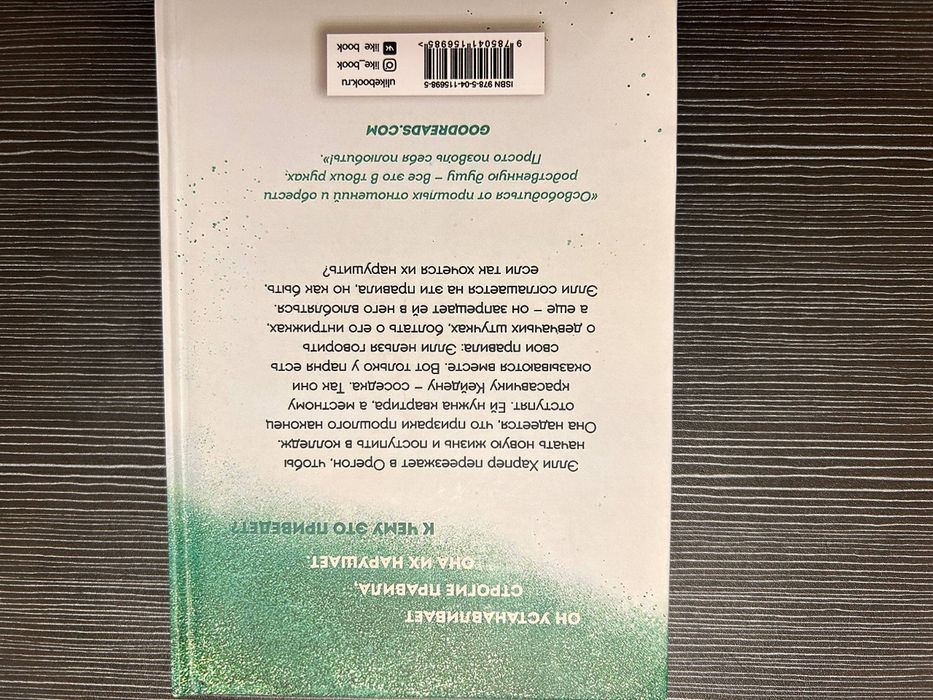 ОН УСТАНАВЛИВАЕТ
СТРОГИЕ ПРАВИЛА,
ОНА ИХ НАРУШАЕТ.
К ЧЕМУ ЭТО ПРИВЕДЕТ?
Элли Харпер переезжает в Орегон, чтобы
начать новую жизнь и поступить в колледж.
Она надеется, что призраки прошлого наконец
отступят. Ей нужна квартира, а местному
красавчику Кейдену – соседка. Так они
оказываются вместе. Вот только у парня есть
свои правила: Элли нельзя говорить
о девчачьих штучках, болтать о его интрижках,
а еще – он запрещает ей в него влюбляться.
Элли соглашается на эти правила, но как быть,
если так хочется их нарушить?
«Освободиться от прошлых отношений и обрести
родственную душу – все это в твоих руках.
Просто позволь себя полюбить!».
GOODREADS.COM
ISBN 978-5-04-115698-5
9 785041 156985 >
ulikebook.ru
like_book
like book